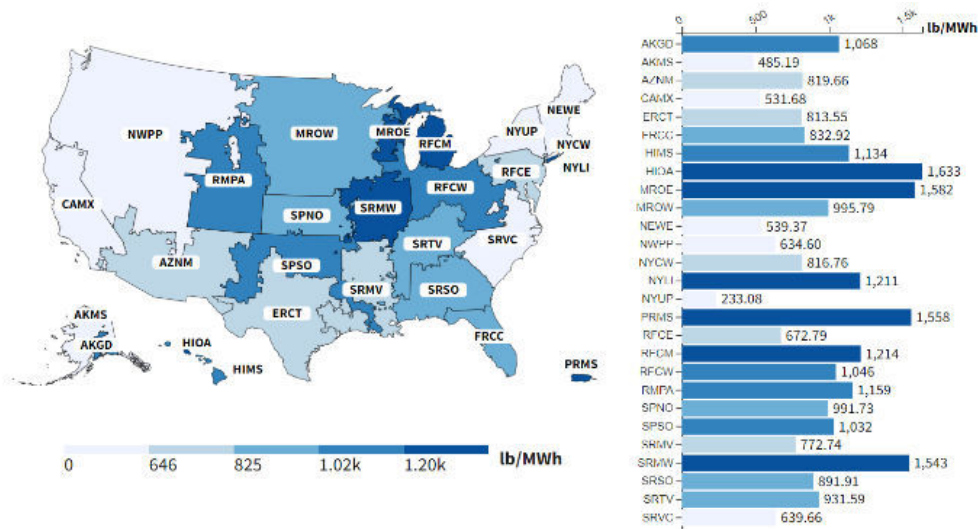 NEWE
NWPP
MROW
MROE
NYUP
NYCW
RFCM
NYLI
RFCE
RMPA
RFCW
CAMX
SRMW
SPNO
SRTV
SRVC
AZNM
SPSO
SRMV
SRSO
ERCT
AKMS
FRCC
AKGD
HIOA
HIMS
PRMS
0 646 825 1.02k 1.20k lb/MWh
0 500 1k 1.5k
lb/MWh
AKGD 1,068
AKMS 485.19
AZNM 819.66
CAMX 531.68
ERCT 813.55
FRCC 832.92
HIMS 1,134
HIOA 1,633
MROE 1,582
MROW 995.79
NEWE 539.37
NWPP 634.60
NYCW 816.76
NYLI 1,211
NYUP 233.08
PRMS 1,558
RFCE 672.79
RFCM 1,214
RFCW 1,046
RMPA 1,159
SPNO 991.73
SPSO 1,032
SRMV 772.74
SRMW 1,543
SRSO 891.91
SRTV 931.59
SRVC 639.66